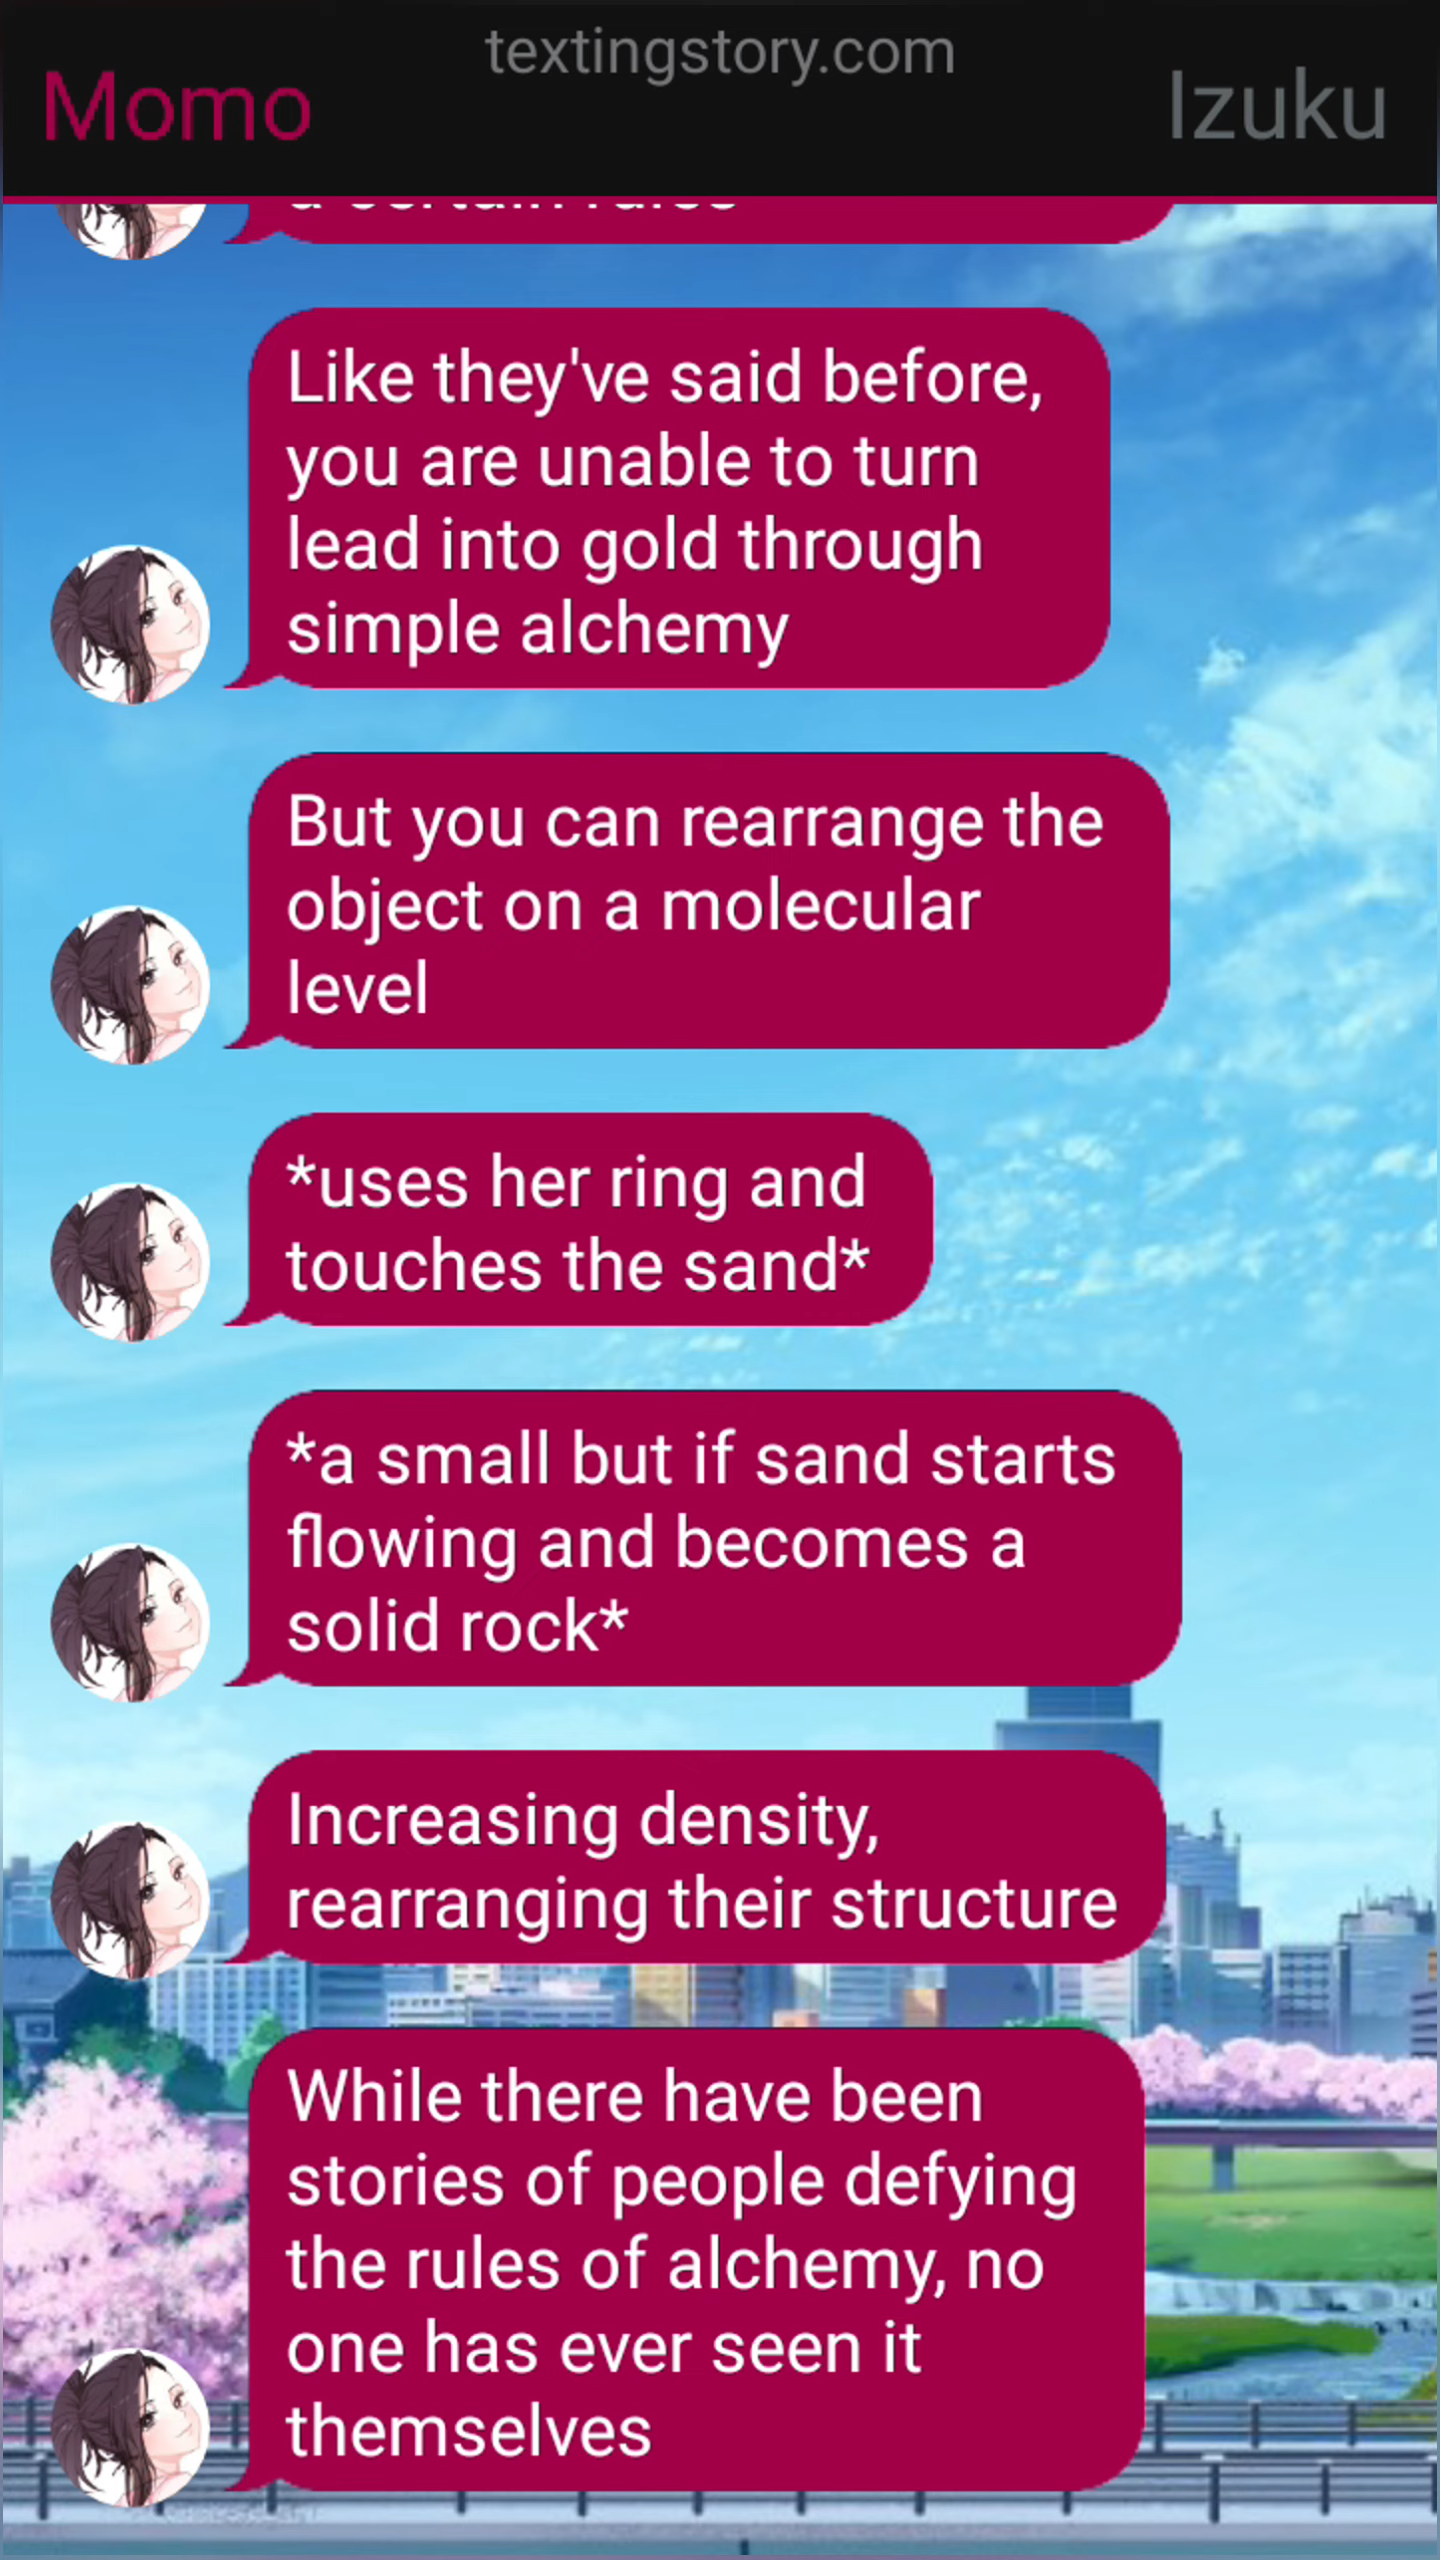 textingstory.com
Momo
Izuku
Like they've said before,
you are unable to turn
lead into gold through
simple alchemy
But you can rearrange the
object on a molecular
level
*uses her ring and
touches the sand*
*a small but if sand starts
flowing and becomes a
solid rock*
Increasing density,
rearranging their structure
While there have been
stories of people defying
the rules of alchemy, no
one has ever seen it
themselves